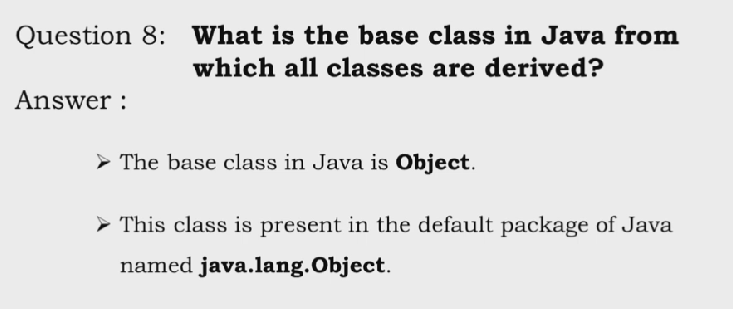 Question 8: What is the base class in Java from
which all classes are derived?
Answer :
➢ The base class in Java is Object.
➢ This class is present in the default package of Java
named java.lang.Object.